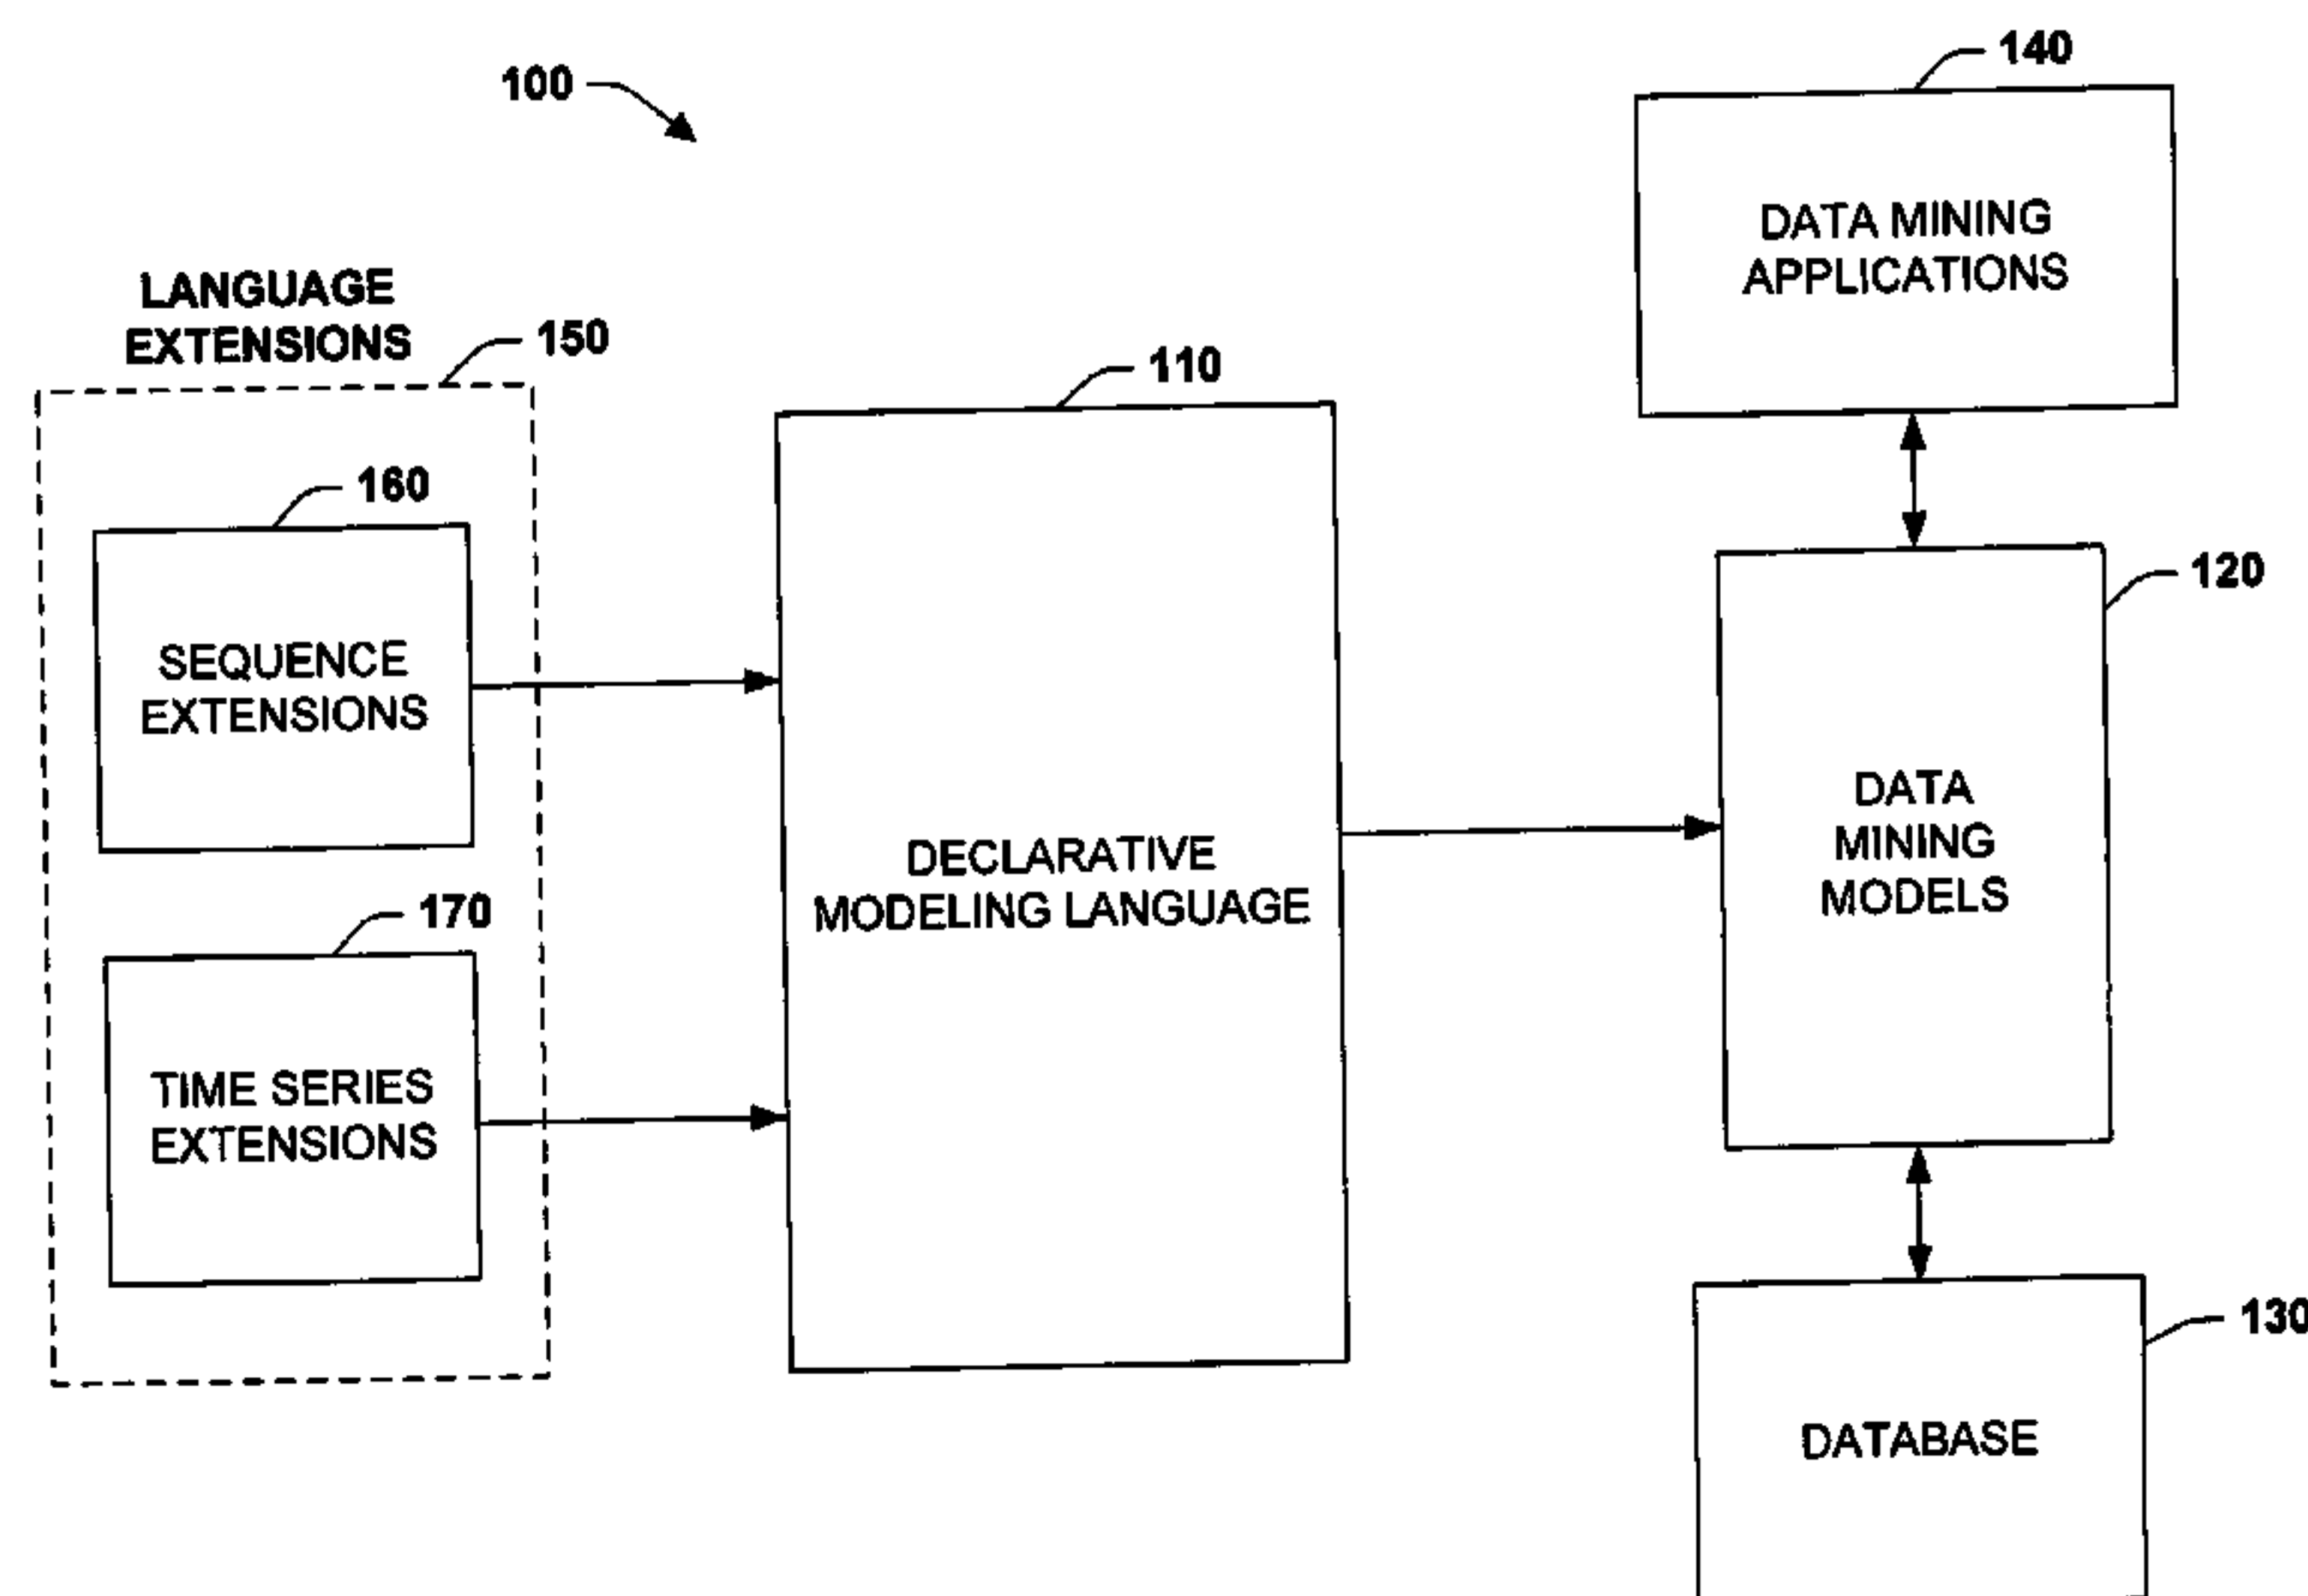 100
140
DATA MINING
APPLICATIONS
LANGUAGE
EXTENSIONS
150
110
160
SEQUENCE
EXTENSIONS
120
DATA
MINING
MODELS
DECLARATIVE
MODELING LANGUAGE
170
TIME SERIES
EXTENSIONS
130
DATABASE